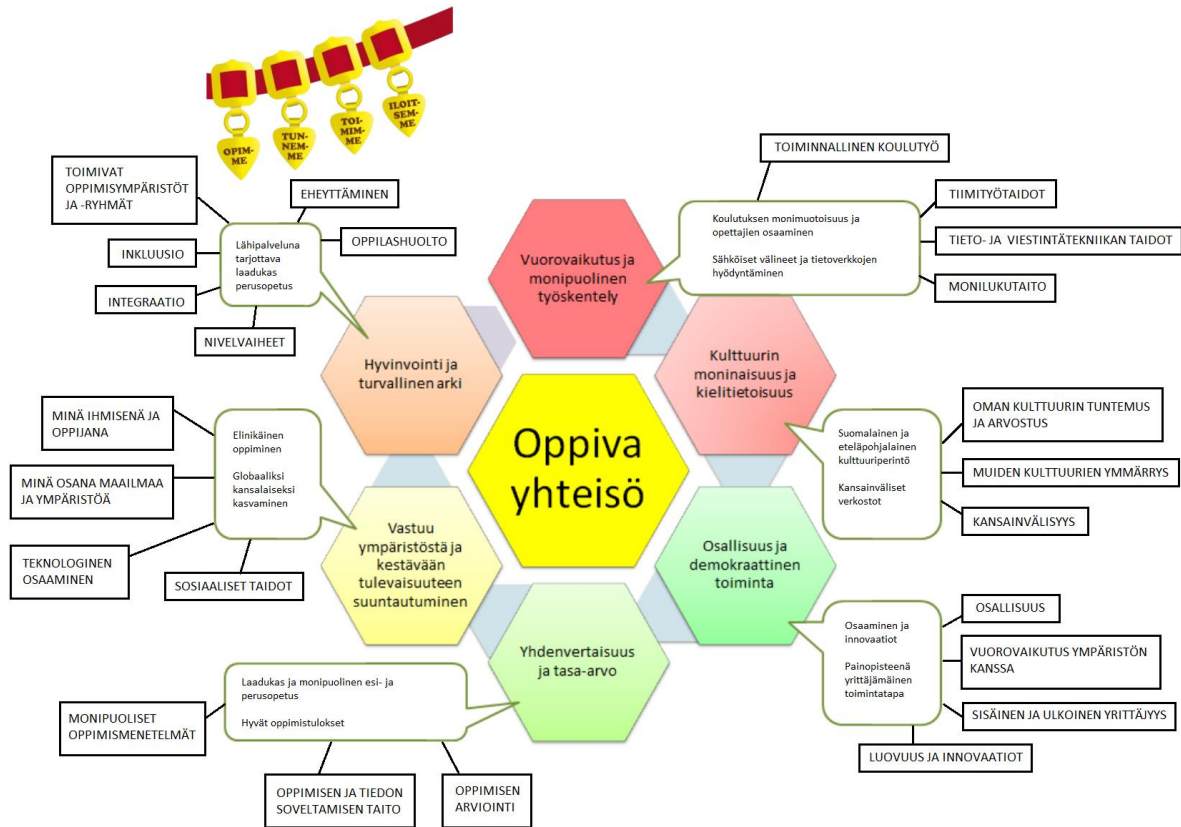 OPIM-
ME
TUN-
NEM-
ME
TOI-
MIM-
ME
ILOIT-
SEM-
ME
TOIMIVAT
OPPIMISYMPÄRISTÖT
JA -RYHMÄT
EHEYTTÄMINEN
OPPILASHUOLTO
INKLUUSIO
INTEGRAATIO
NIVELVAIHEET
Lähipalveluna
tarjottava
laadukas
perusopetus
Hyvinvointi ja
turvallinen arki
TOIMINNALLINEN KOULUTYÖ
TIIMITYÖTAIDOT
TIETO- JA VIESTINTÄTEKNIIKAN TAIDOT
MONILUKUTAITO
Koulutuksen monimuotoisuus ja
opettajien osaaminen
Sähköiset välineet ja tietoverkkojen
hyödyntäminen
Vuorovaikutus ja
monipuolinen
työskentely
Kulttuurin
moninaisuus ja
kielitietoisuus
Oppiva
yhteisö
OMAN KULTTUURIN TUNTEMUS
JA ARVOSTUS
MUIDEN KULTTUURIEN YMMÄRRYS
KANSAINVÄLISYYS
Suomalainen ja
eteläpohjalainen
kulttuuriperintö
Kansainväliset
verkostot
MINÄ IHMISENÄ JA
OPPIJANA
MINÄ OSANA MAAILMAA
JA YMPÄRISTÖÄ
TEKNOLOGINEN
OSAAMINEN
SOSIAALISET TAIDOT
Elinikäinen
oppiminen
Globaaliksi
kansalaiseksi
kasvaminen
Vastuu
ympäristöstä ja
kestävään
tulevaisuuteen
suuntautuminen
Osallisuus ja
demokraattinen
toiminta
Osaaminen ja
innovaatiot
Painopisteenä
yrittäjämäinen
toimintatapa
OSALLISUUS
VUOROVAIKUTUS YMPÄRISTÖN
KANSSA
SISÄINEN JA ULKOINEN YRITTÄJYYS
LUOVUUS JA INNOVAATIOT
Yhdenvertaisuus
ja tasa-arvo
Laadukas ja monipuolinen esi- ja
perusopetus
Hyvät oppimistulokset
MONIPUOLISET
OPPIMISMENETELMÄT
OPPIMISEN JA TIEDON
SOVELTAMISEN TAITO
OPPIMISEN
ARVIOINTI